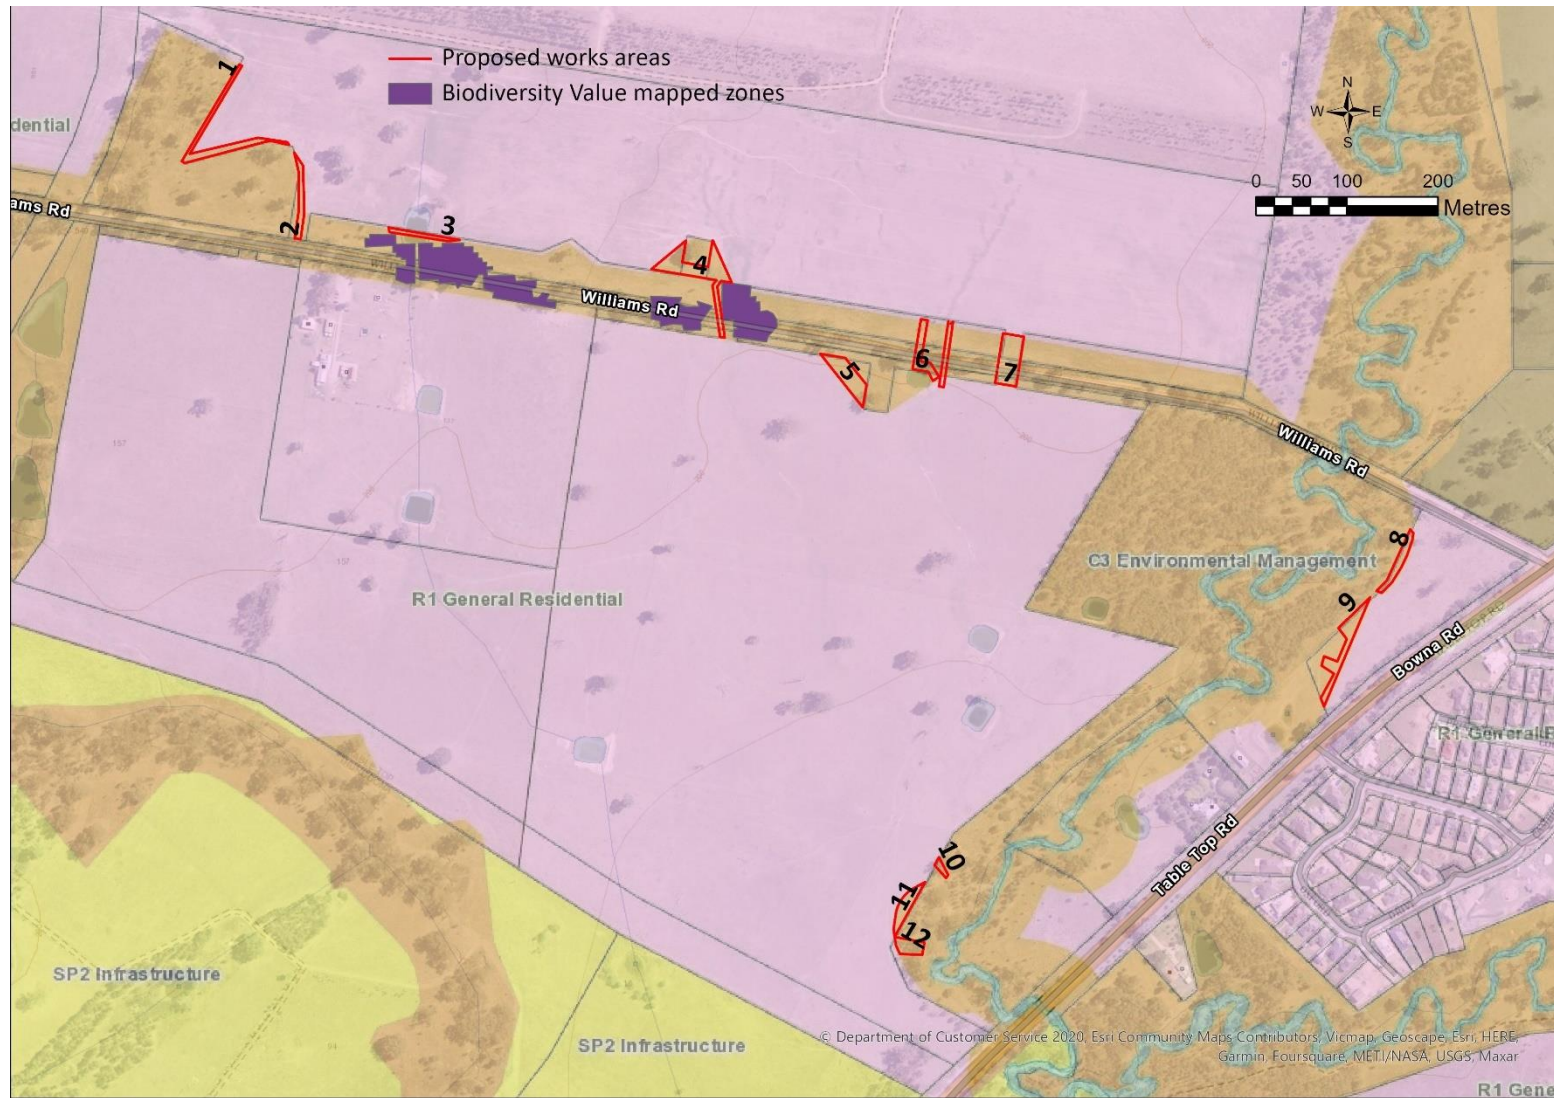 Proposed works areas
Biodiversity Value mapped zones
1
N
W E
S
dential
0 50 100 200
Metres
ams Rd
2
3
4
Williams Rd
5
6
7
Williams Rd
157
157
8
C3 Environmental Management
R1 General Residential
9
Bowna Rd
R1 General R
Table Top Rd
10
11
12
SP2 Infrastructure
SP2 Infrastructure
© Department of Customer Service 2020, Esri Community Maps Contributors, Vicmap, Geoscape, Esri, HERE,
Garmin, Foursquare, METI/NASA, USGS, Maxar
R1 Gene